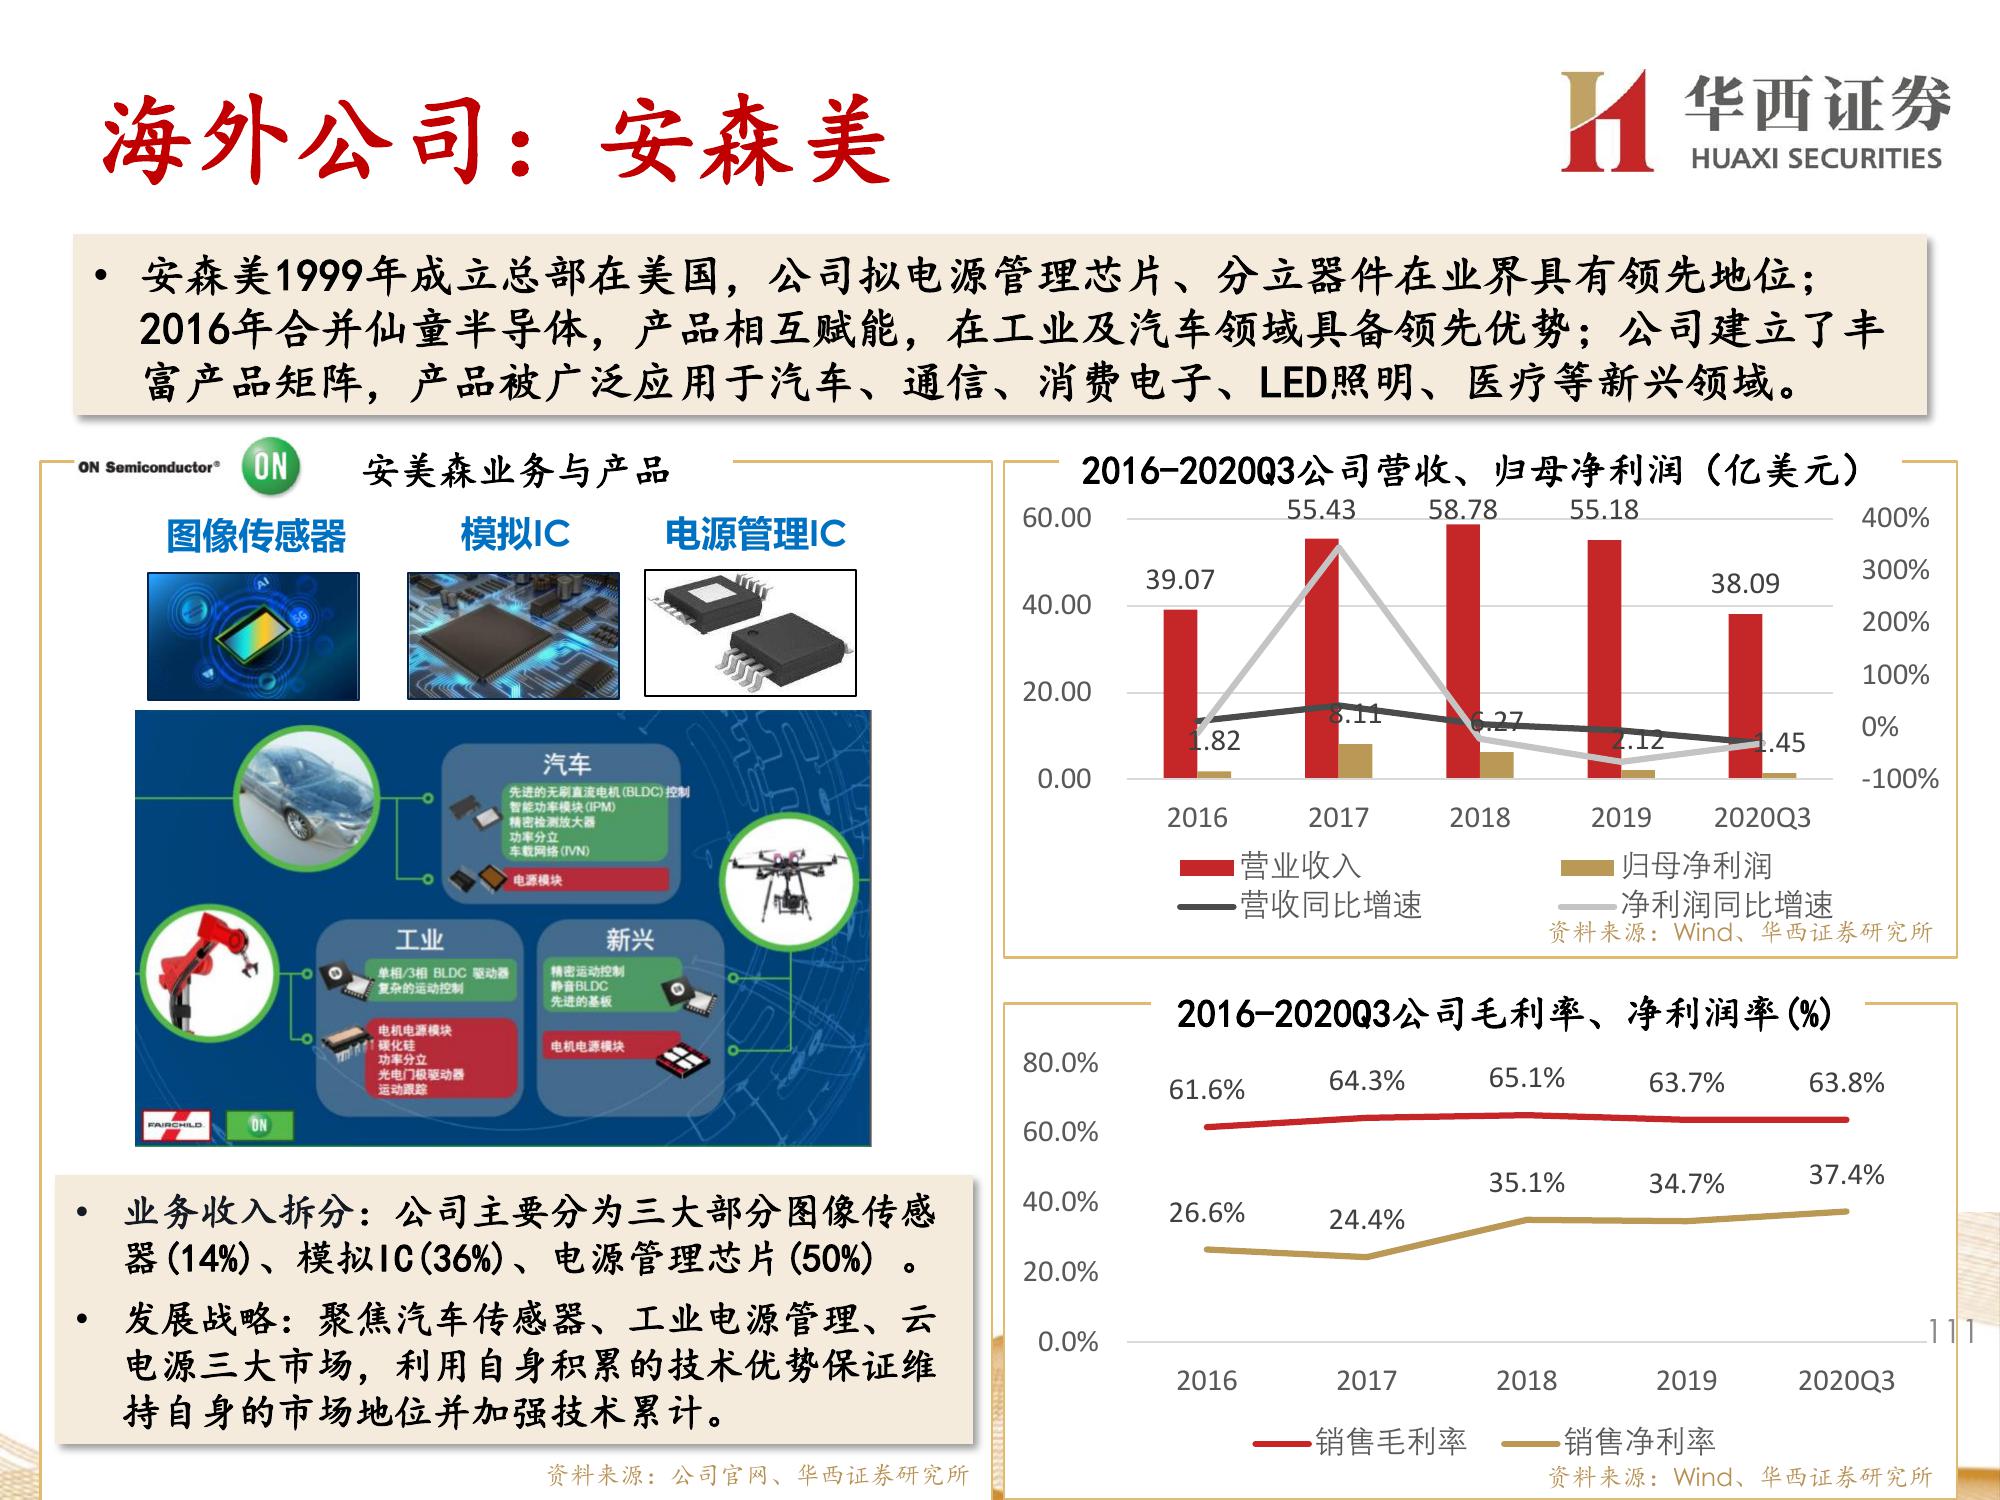 海外公司：安森美
华西证券
HUAXI SECURITIES
• 安森美1999年成立总部在美国，公司拟电源管理芯片、分立器件在业界具有领先地位；
2016年合并仙童半导体，产品相互赋能，在工业及汽车领域具备领先优势；公司建立了丰
富产品矩阵，产品被广泛应用于汽车、通信、消费电子、LED照明、医疗等新兴领域。
ON Semiconductor®
ON
安美森业务与产品
图像传感器
模拟IC
电源管理IC
AI
5G
汽车
先进的无刷直流电机(BLDC)控制
智能功率模块(IPM)
精密检测放大器
功率分立
车载网络(IVN)
电源模块
工业
单相/3相 BLDC 驱动器
复杂的运动控制
电机电源模块
碳化硅
功率分立
光电门极驱动器
运动跟踪
新兴
精密运动控制
静音BLDC
先进的基板
电机电源模块
FAIRCHILD
ON
• 业务收入拆分：公司主要分为三大部分图像传感
器(14%)、模拟IC(36%)、电源管理芯片(50%) 。
• 发展战略：聚焦汽车传感器、工业电源管理、云
电源三大市场，利用自身积累的技术优势保证维
持自身的市场地位并加强技术累计。
资料来源：公司官网、华西证券研究所
2016-2020Q3公司营收、归母净利润（亿美元）
60.00
40.00
20.00
0.00
39.07
55.43
58.78
55.18
38.09
1.82
8.11
6.27
2.12
1.45
400%
300%
200%
100%
0%
-100%
2016 2017 2018 2019 2020Q3
营业收入 归母净利润
营收同比增速 净利润同比增速
资料来源：Wind、华西证券研究所
2016-2020Q3公司毛利率、净利润率(%)
80.0%
60.0%
40.0%
20.0%
0.0%
61.6% 64.3% 65.1% 63.7% 63.8%
26.6% 24.4% 35.1% 34.7% 37.4%
2016 2017 2018 2019 2020Q3
销售毛利率 销售净利率
资料来源：Wind、华西证券研究所
111